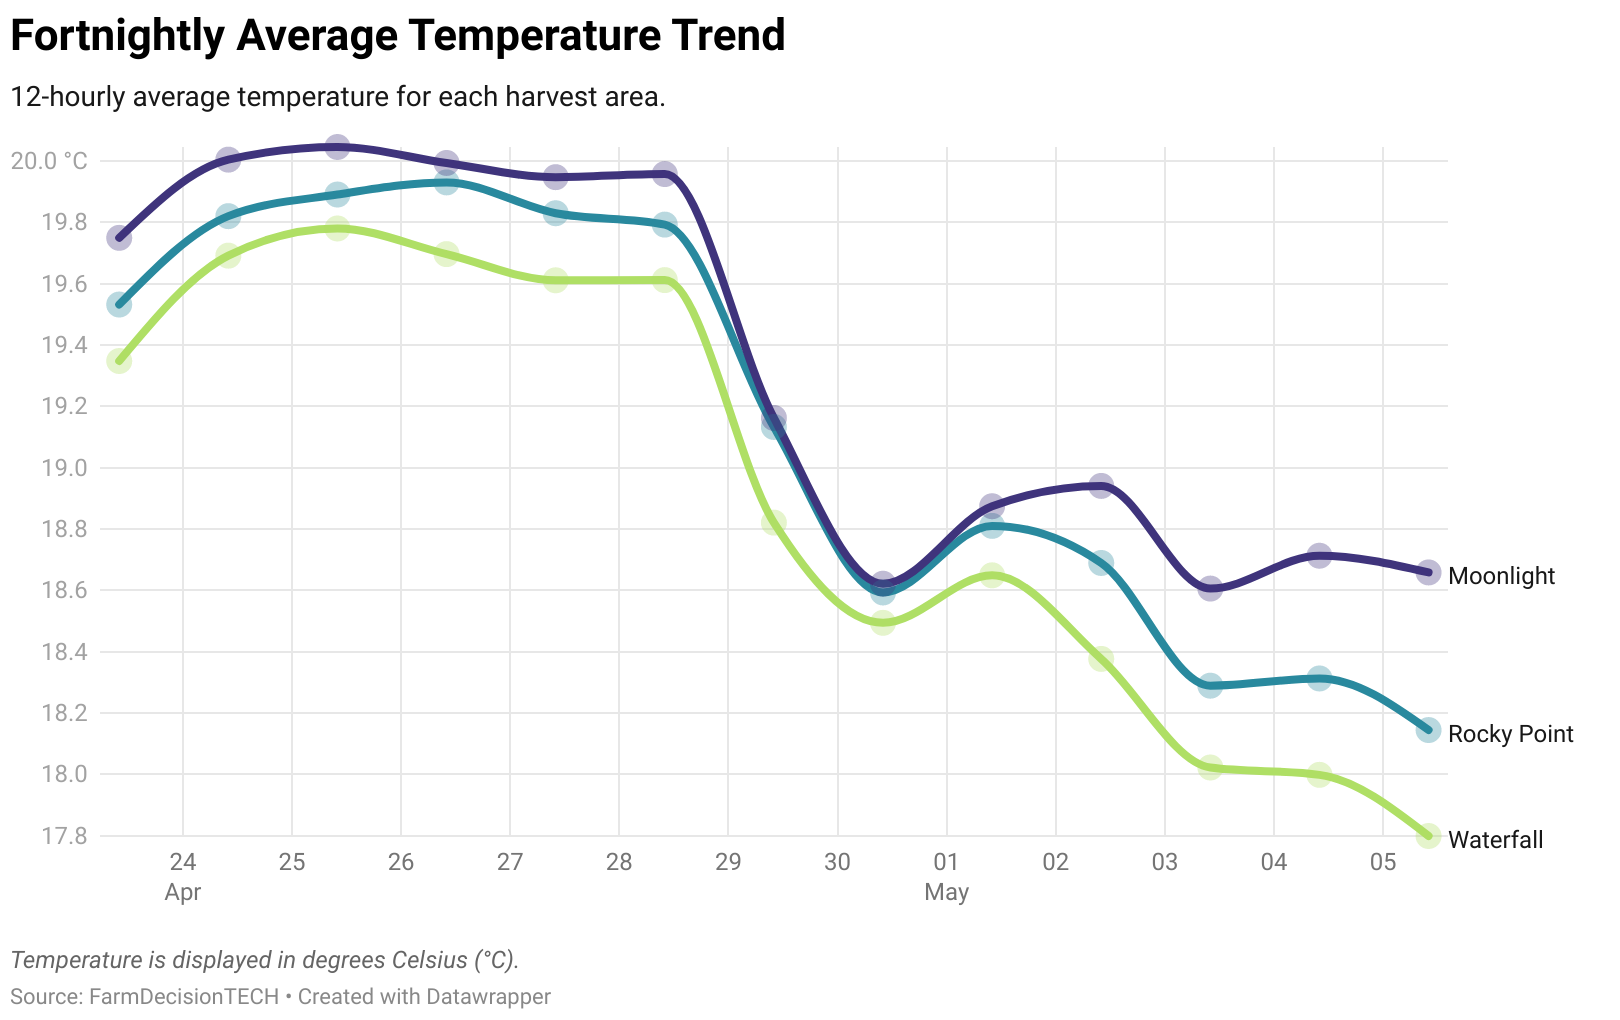 Fortnightly Average Temperature Trend
12-hourly average temperature for each harvest area.
20.0 °C
19.8
19.6
19.4
19.2
19.0
18.8
18.6
18.4
18.2
18.0
17.8
Moonlight
Rocky Point
Waterfall
24 25 26 27 28 29 30 01 02 03 04 05
Apr May
Temperature is displayed in degrees Celsius (°C).
Source: FarmDecisionTECH • Created with Datawrapper